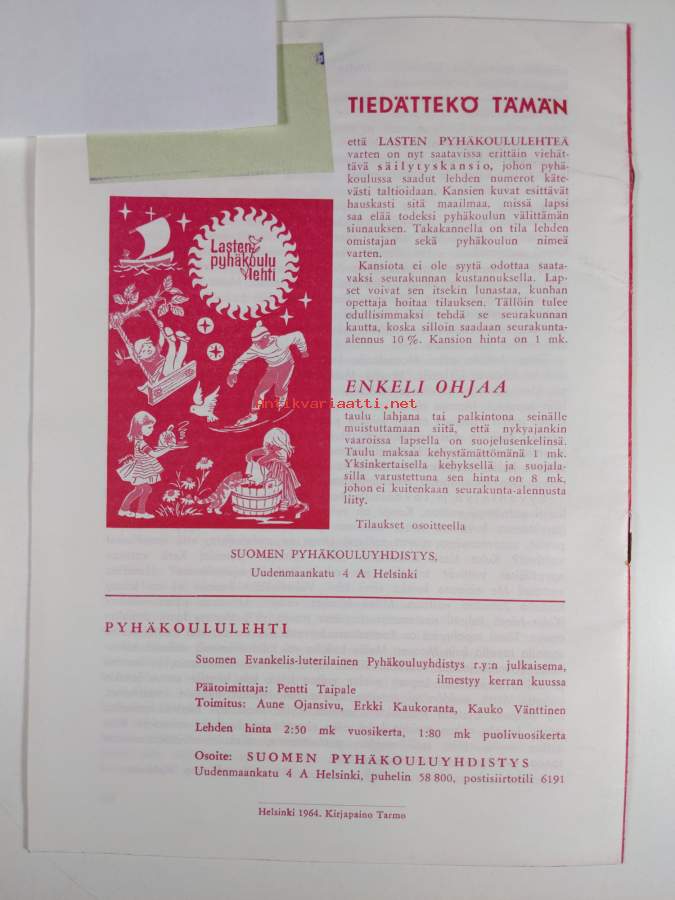 TIEDÄTTEKÖ TÄMÄN
että LASTEN PYHÄKOULULEHTEÄ
varten on nyt saatavissa erittäin viehät-
tävä säilytyskansio, johon pyhä-
koulussa saadut lehden numerot käte-
västi taltioidaan. Kansien kuvat esittävät
hauskasti sitä maailmaa, missä lapsi
saa elää todeksi pyhäkoulun välittämän
siunauksen. Takakannella on tila lehden
omistajan sekä pyhäkoulun nimeä
varten.
Kansiota ei ole syytä odottaa saata-
vaksi seurakunnan kustannuksella. Lap-
set voivat sen itsekin lunastaa, kunhan
opettaja hoitaa tilauksen. Tällöin tulee
edullisimmaksi tehdä se seurakunnan
kautta, koska silloin saadaan seurakunta-
alennus 10 %. Kansion hinta on 1 mk.
Lasten
pyhäkoulu
lehti
ENKELI OHJAA
antikvariaatti.net
taulu lahjana tai palkintona seinälle
muistuttamaan siitä, että nykyajankin
vaaroissa lapsella on suojelusenkelinsä.
Taulu maksaa kehystämättömänä 1 mk.
Yksinkertaisella kehyksellä ja suojala-
silla varustettuna sen hinta on 8 mk,
johon ei kuitenkaan seurakunta-alennusta
liity.
Tilaukset osoitteella
SUOMEN PYHÄKOULUYHDISTYS,
Uudenmaankatu 4 A Helsinki
PYHÄKOULULEHTI
Suomen Evankelis-luterilainen Pyhäkouluyhdistys r.y:n julkaisema,
ilmestyy kerran kuussa
Päätoimittaja: Pentti Taipale
Toimitus: Aune Ojansivu, Erkki Kaukoranta, Kauko Vänttinen
Lehden hinta 2:50 mk vuosikerta, 1:80 mk puolivuosikerta
Osoite: SUOMEN PYHÄKOULUYHDISTYS
Uudenmaankatu 4 A Helsinki, puhelin 58 800, postisiirtotili 6191
Helsinki 1964. Kirjapaino Tarmo